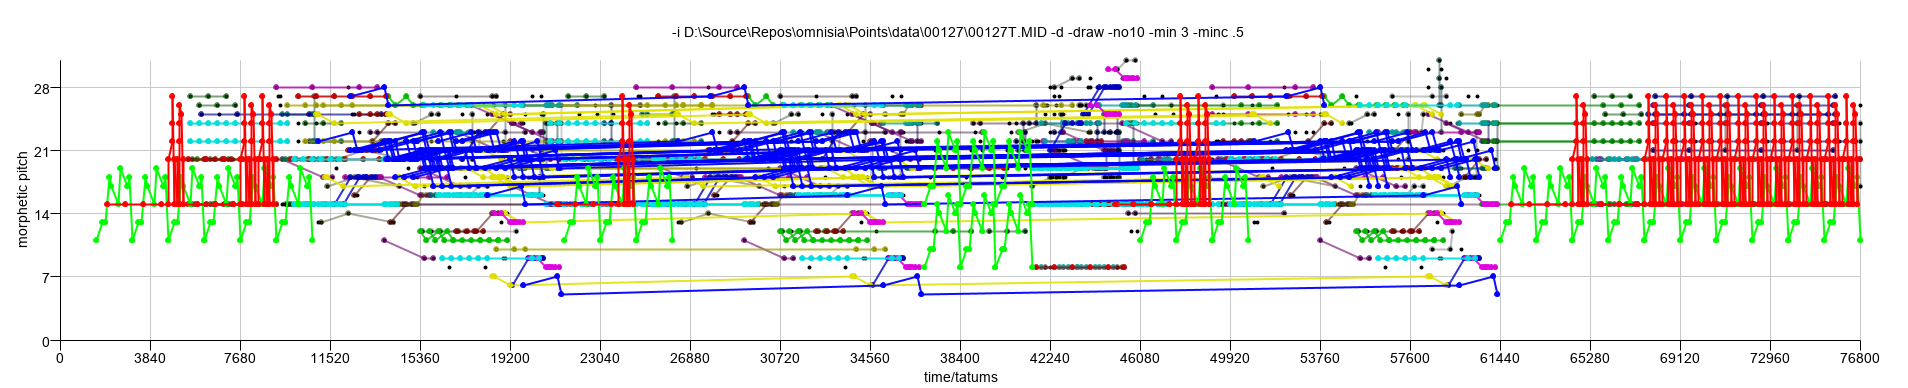 -i D:\Source\Repos\omnisia\Points\data\00127\00127T.MID -d -draw -no10 -min 3 -minc .5
morphetic pitch
28
21
14
7
0
0 3840 7680 11520 15360 19200 23040 26880 30720 34560 38400 42240 46080 49920 53760 57600 61440 65280 69120 72960 76800
time/tatums